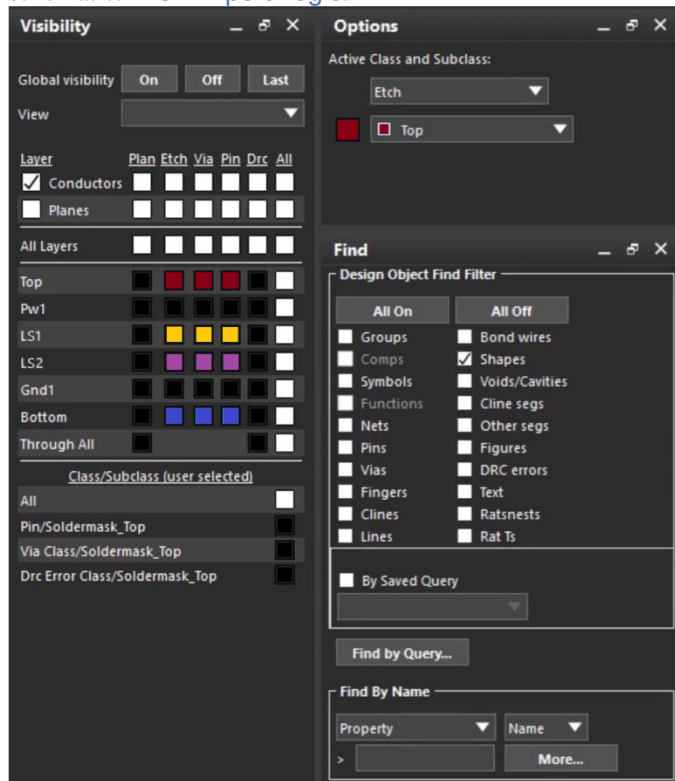 Visibility
Global visibility On Off Last
View
Layer Plan Etch Via Pin Drc All
Conductors
Planes
All Layers
Top
Pw1
LS1
LS2
Gnd1
Bottom
Through All
Class/Subclass (user selected)
All
Pin/Soldermask_Top
Via Class/Soldermask_Top
Drc Error Class/Soldermask_Top
Options
Active Class and Subclass:
Etch
Top
Find
Design Object Find Filter
All On All Off
Groups Bond wires
Comps Shapes
Symbols Voids/Cavities
Functions Cline segs
Nets Other segs
Pins Figures
Vias DRC errors
Fingers Text
Clines Ratsnests
Lines Rat Ts
By Saved Query
Find by Query...
Find By Name
Property Name
> More...